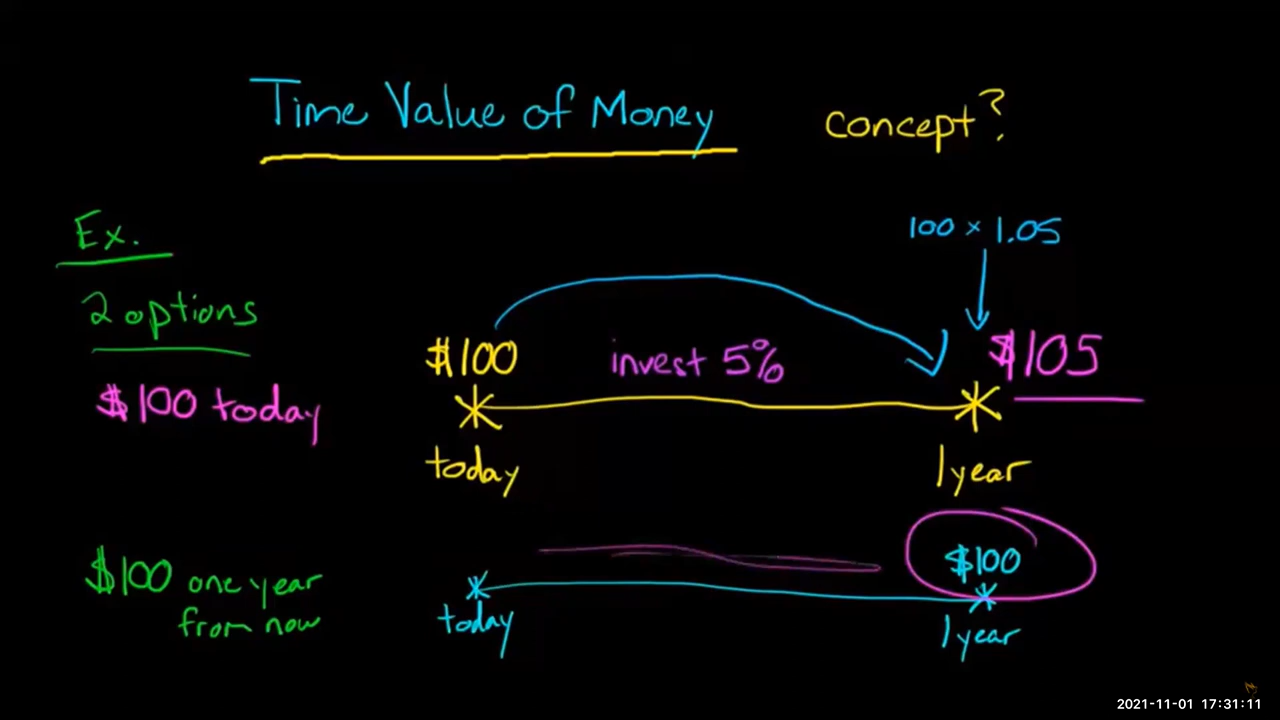 Time Value of Money concept?
Ex.
100 × 1.05
2 options
$100 invest 5% $105
$100 today
today 1 year
$100 one year
from now
$100
today 1 year
2021-11-01 17:31:11